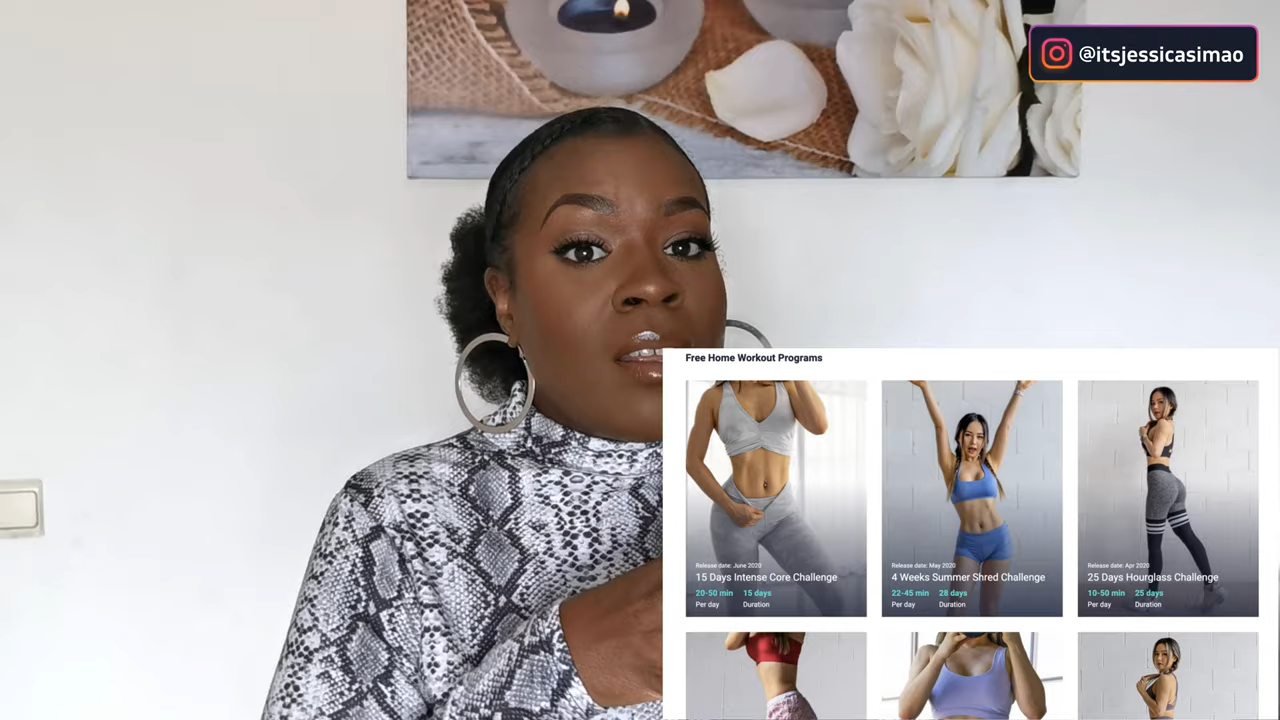 @itsjessicasimao
Free Home Workout Programs
Release date: June 2020
15 Days Intense Core Challenge
20-50 min 15 days
Per day Duration
Release date: May 2020
4 Weeks Summer Shred Challenge
22-45 min 28 days
Per day Duration
Release date: Apr 2020
25 Days Hourglass Challenge
10-50 min 25 days
Per day Duration